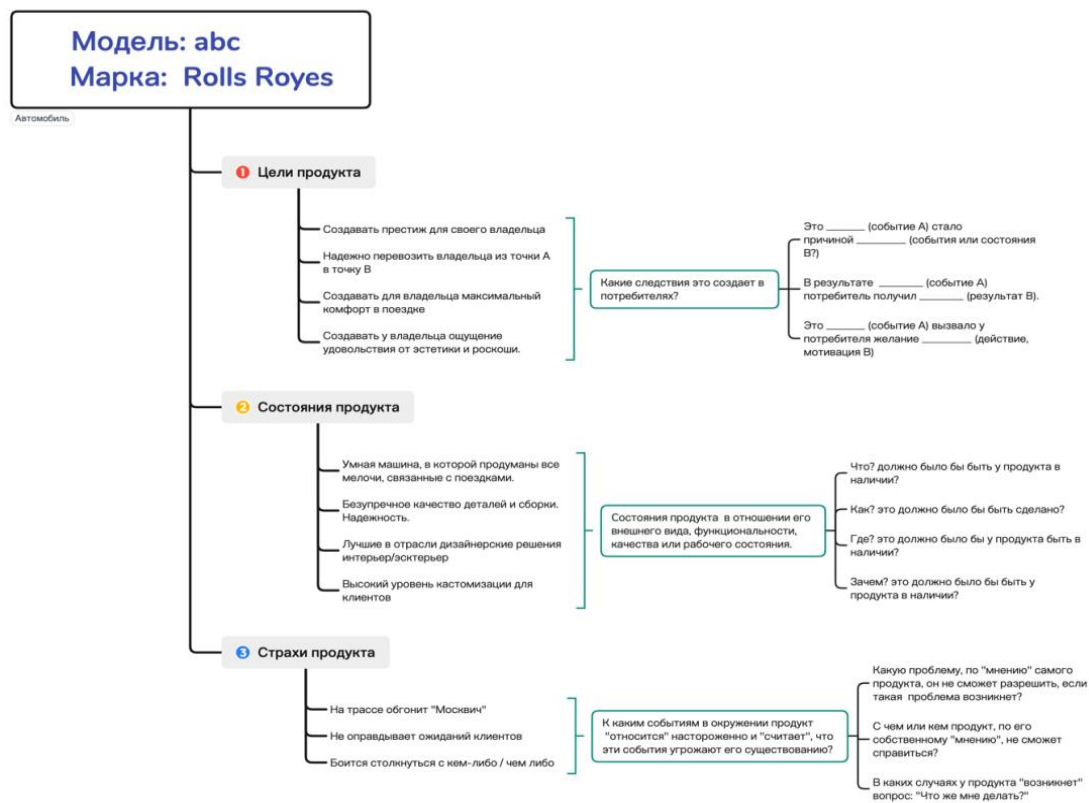 Модель: abc
Марка: Rolls Royes
Автомобиль
1 Цели продукта
Создавать престиж для своего владельца
Надежно перевозить владельца из точки А
в точку В
Создавать для владельца максимальный
комфорт в поездке
Создавать у владельца ощущение
удовольствия от эстетики и роскоши.
Какие следствия это создает в
потребителях?
Это _______ (событие А) стало
причиной _________ (события или состояния
В?)
В результате ________ (событие А)
потребитель получил ________ (результат В).
Это _______ (событие А) вызвало у
потребителя желание _________ (действие,
мотивация В)
2 Состояния продукта
Умная машина, в которой продуманы все
мелочи, связанные с поездками.
Безупречное качество деталей и сборки.
Надежность.
Лучшие в отрасли дизайнерские решения
интерьер/эсктерьер
Высокий уровень кастомизации для
клиентов
Состояния продукта в отношении его
внешнего вида, функциональности,
качества или рабочего состояния.
Что? должно было бы быть у продукта в
наличии?
Как? это должно было бы быть сделано?
Где? это должно было бы у продукта быть в
наличии?
Зачем? это должно было бы быть у
продукта в наличии?
3 Страхи продукта
На трассе обгонит "Москвич"
Не оправдывает ожиданий клиентов
Боится столкнуться с кем-либо / чем либо
К каким событиям в окружении продукт
"относится" настороженно и "считает", что
эти события угрожают его существованию?
Какую проблему, по "мнению" самого
продукта, он не сможет разрешить, если
такая проблема возникнет?
С чем или кем продукт, по его
собственному "мнению", не сможет
справиться?
В каких случаях у продукта "возникнет"
вопрос: "Что же мне делать?"